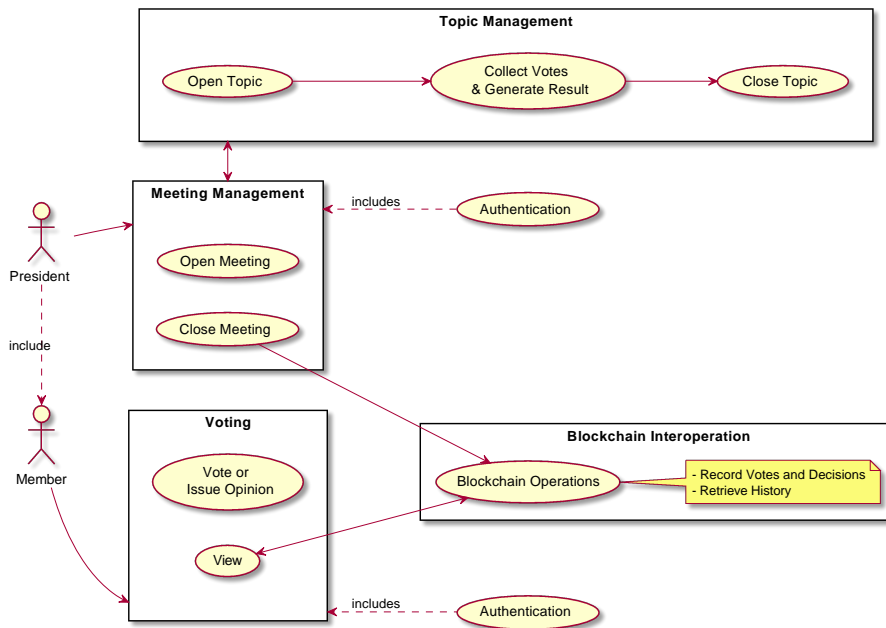 Topic Management
Open Topic
Collect Votes
& Generate Result
Close Topic
Meeting Management
includes
Authentication
Open Meeting
President
Close Meeting
include
Voting
Blockchain Interoperation
Vote or
Issue Opinion
Member
Blockchain Operations
- Record Votes and Decisions
- Retrieve History
View
includes
Authentication